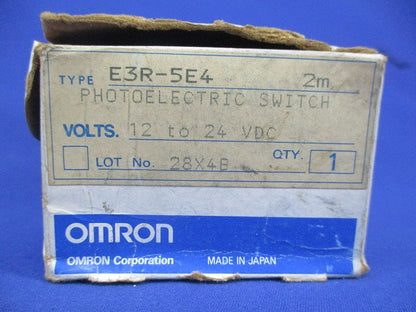 TYPE E3R-5E4 2m
PHOTOELECTRIC SWITCH
VOLTS. 12 to 24 VDC
LOT No. 28X4B QTY. 1
OMRON
OMRON Corporation MADE IN JAPAN